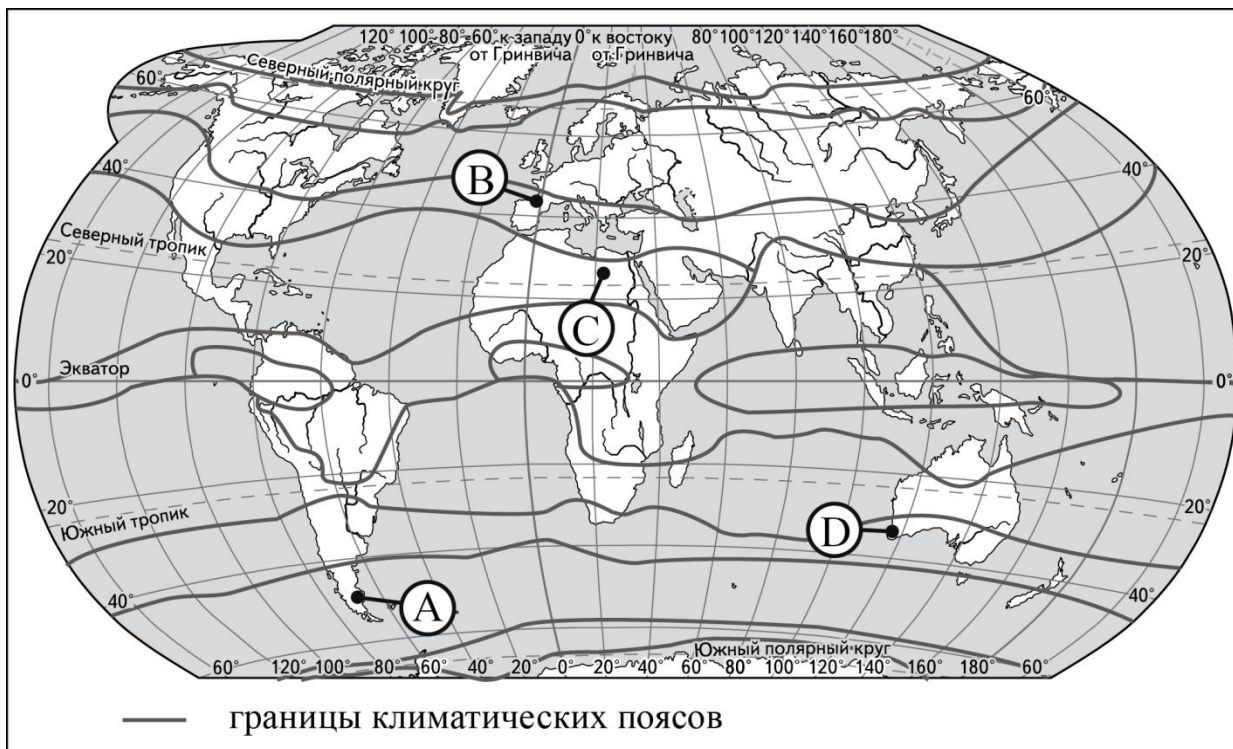 120° 100° 80° 60° к западу 0° к востоку 80° 100° 120° 140° 160° 180°
от Гринвича от Гринвича
Северный полярный круг
60° 60°
40° 40°
B
Северный тропик
20° 20°
C
Экватор
0° 0°
20° 20°
Южный тропик
D
40° 40°
A
Южный полярный круг
60° 120° 100° 80° 60° 40° 20° 0° 20° 40° 60° 80° 100° 120° 140° 160° 180° 60°
границы климатических поясов